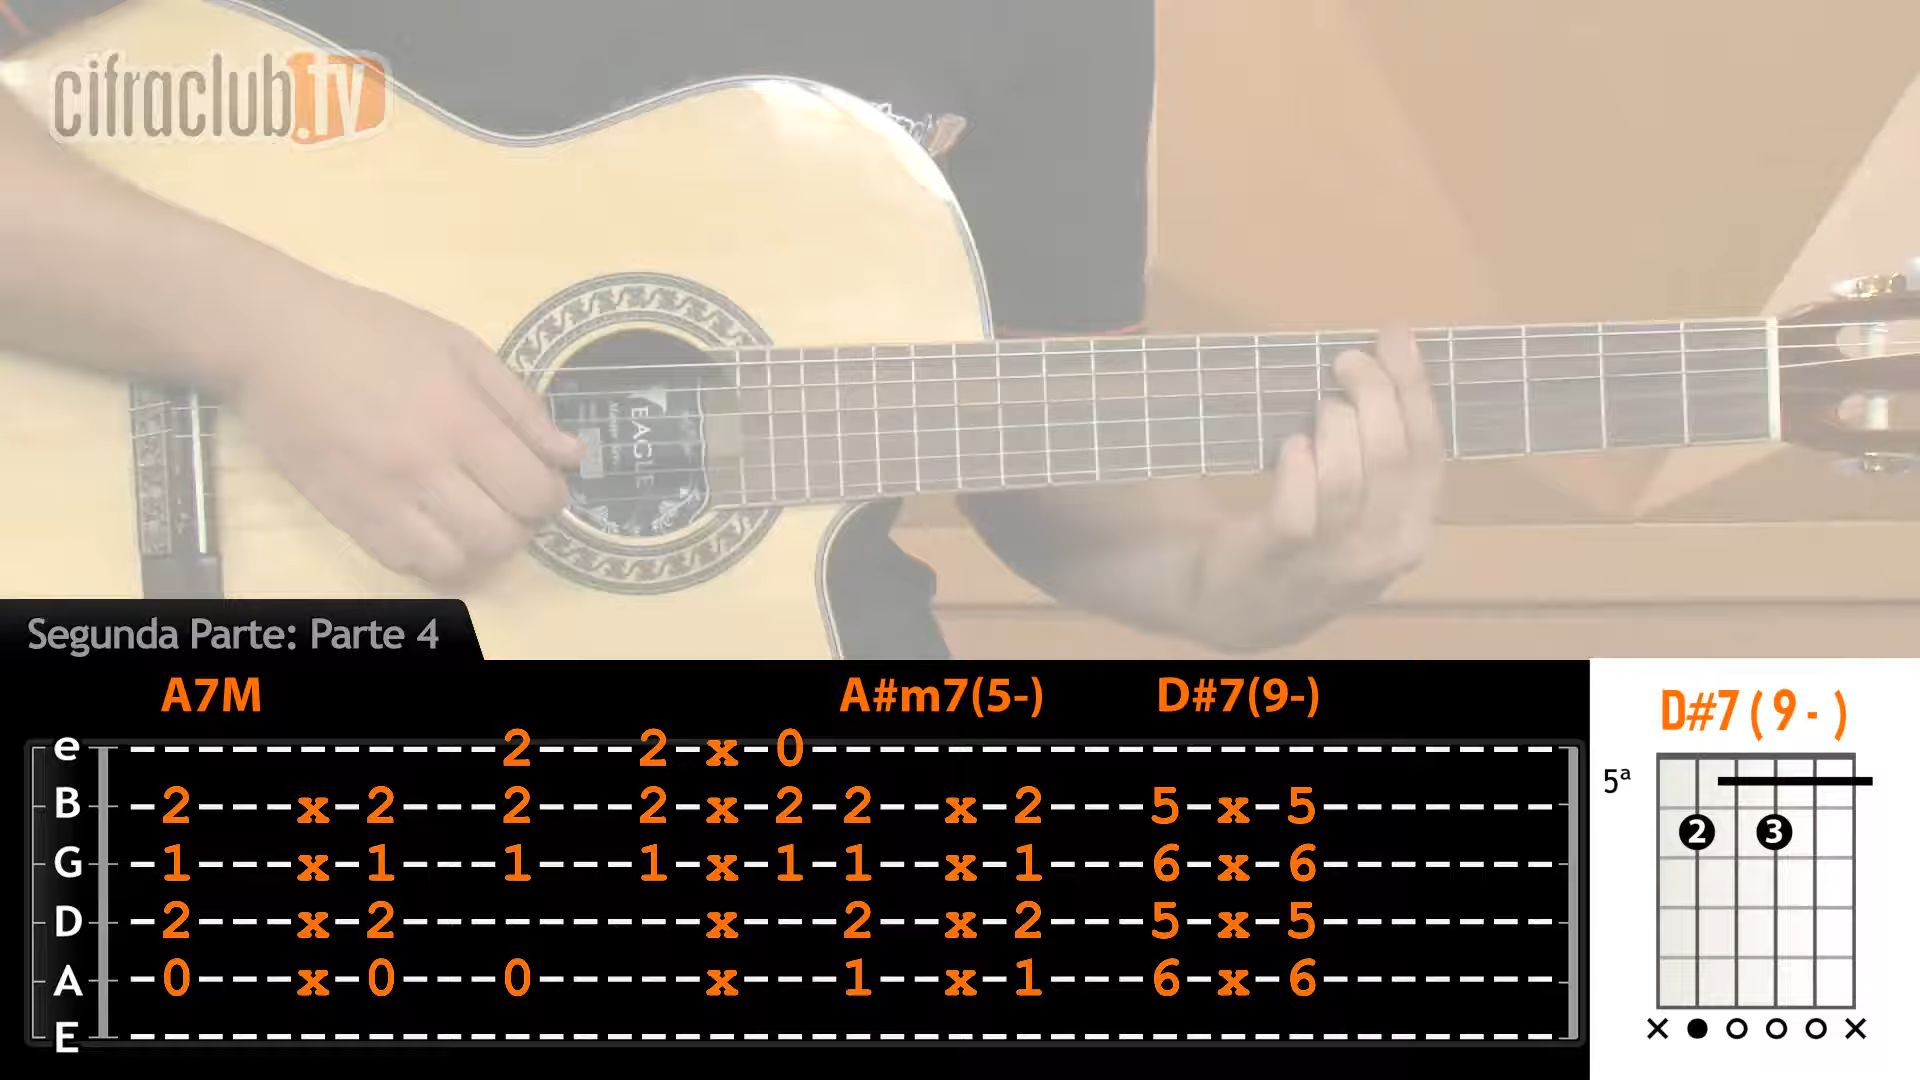 cifraclub.tv
EAGLE
Segunda Parte: Parte 4
A7M A#m7(5-) D#7(9-)
e 2 2 x 0
B 2 x 2 2 2 x 2 2 x 2 5 x 5
G 1 x 1 1 1 x 1 1 x 1 6 x 6
D 2 x 2 x 2 x 2 5 x 5
A 0 x 0 0 x 1 x 1 6 x 6
E
D#7(9-)
5ª
2 3